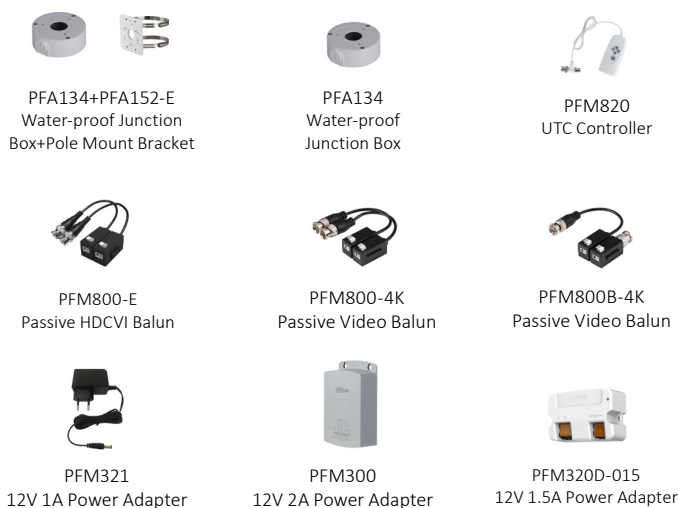 PFA134+PFA152-E
Water-proof Junction
Box+Pole Mount Bracket
PFA134
Water-proof
Junction Box
PFM820
UTC Controller
PFM800-E
Passive HDCVI Balun
PFM800-4K
Passive Video Balun
PFM800B-4K
Passive Video Balun
PFM321
12V 1A Power Adapter
PFM300
12V 2A Power Adapter
PFM320D-015
12V 1.5A Power Adapter